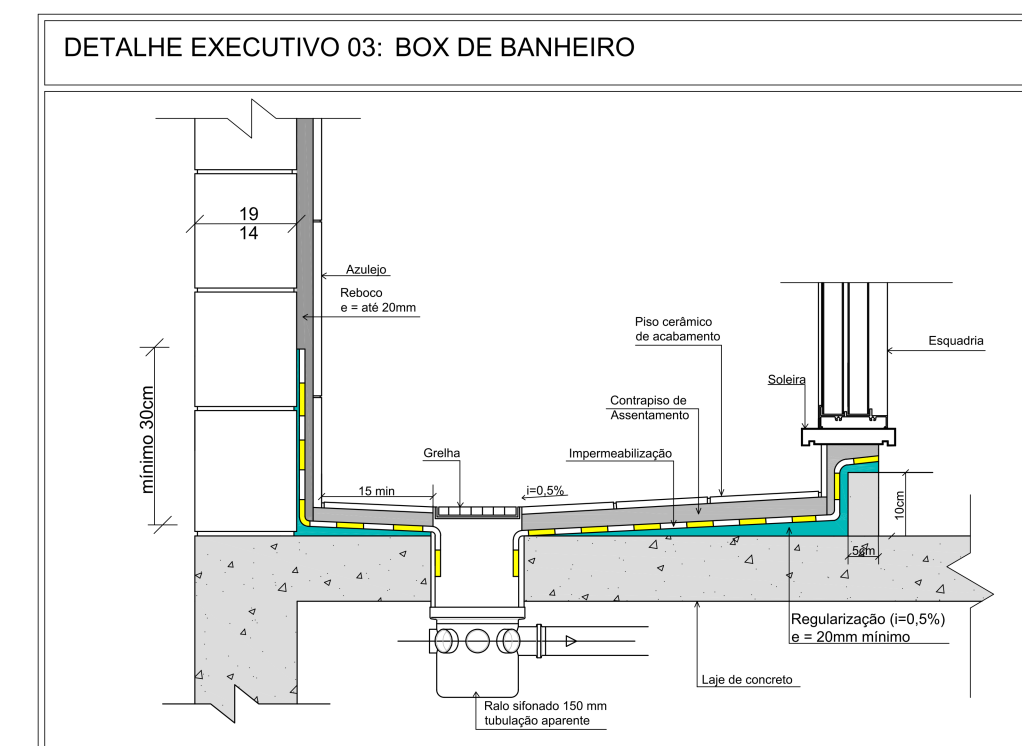 DETALHE EXECUTIVO 03: BOX DE BANHEIRO
19
14
Azulejo
Reboco
e = até 20mm
mínimo 30cm
Piso cerâmico
de acabamento
Esquadria
Soleira
Contrapiso de
Assentamento
Grelha
Impermeabilização
15 min
i=0,5%
10cm
5cm
Regularização (i=0,5%)
e = 20mm mínimo
Laje de concreto
Ralo sifonado 150 mm
tubulação aparente